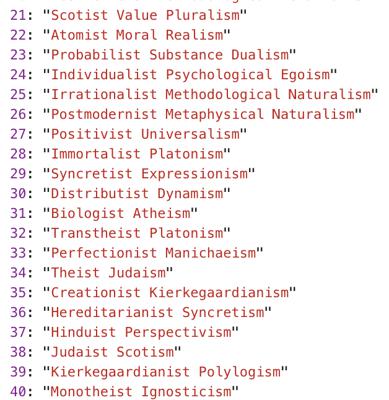 21: "Scotist Value Pluralism"
22: "Atomist Moral Realism"
23: "Probabilist Substance Dualism"
24: "Individualist Psychological Egoism"
25: "Irrationalist Methodological Naturalism"
26: "Postmodernist Metaphysical Naturalism"
27: "Positivist Universalism"
28: "Immortalist Platonism"
29: "Syncretist Expressionism"
30: "Distributist Dynamism"
31: "Biologist Atheism"
32: "Transtheist Platonism"
33: "Perfectionist Manichaeism"
34: "Theist Judaism"
35: "Creationist Kierkegaardianism"
36: "Hereditarianist Syncretism"
37: "Hinduist Perspectivism"
38: "Judaist Scotism"
39: "Kierkegaardianist Polylogism"
40: "Monotheist Ignosticism"